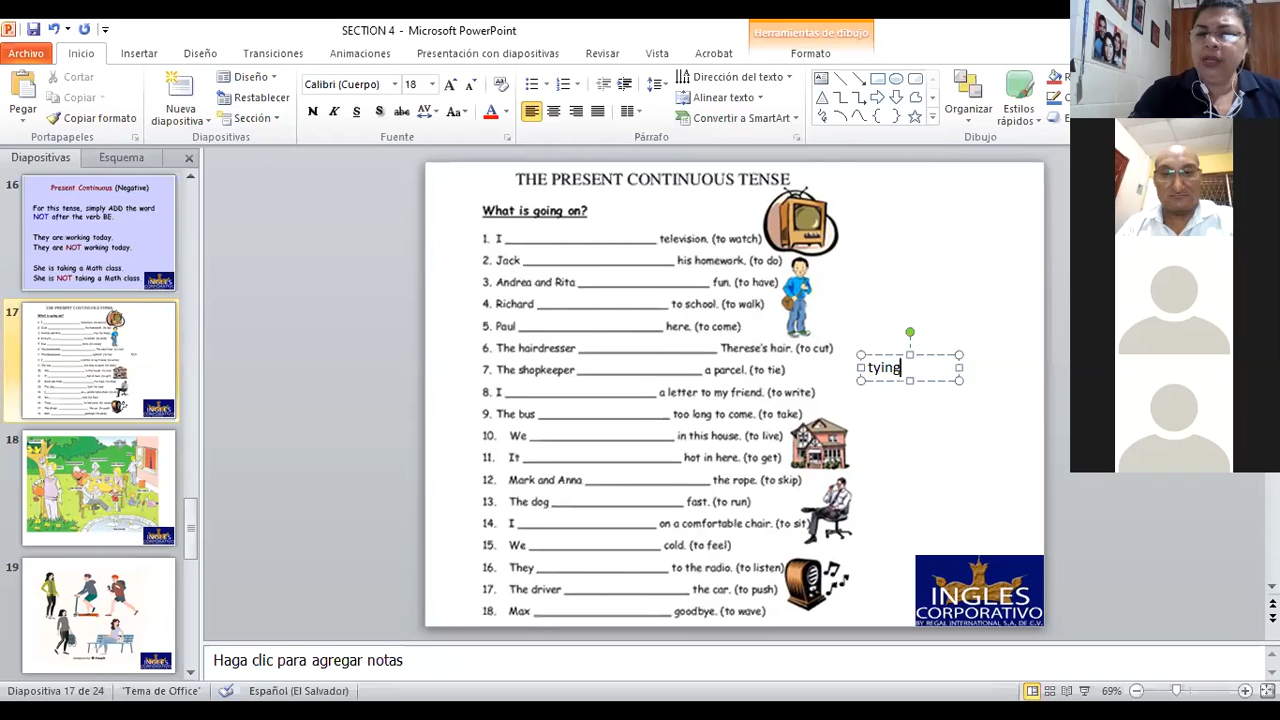 SECTION 4 - Microsoft PowerPoint
Herramientas de dibujo
Archivo Inicio Insertar Diseño Transiciones Animaciones Presentación con diapositivas Revisar Vista Acrobat Formato
Pegar
Cortar
Copiar
Copiar formato
Portapapeles
Nueva diapositiva
Diseño
Restablecer
Sección
Diapositivas
Calibri (Cuerpo) 18
N K S abc AV Aa A
Fuente
Dirección del texto
Alinear texto
Convertir a SmartArt
Párrafo
Organizar
Estilos rápidos
Dibujo
Diapositivas Esquema
16
Present Continuous (Negative)
For this tense, simply ADD the word
NOT after the verb BE.
They are working today.
They are NOT working today.
She is taking a Math class.
She is NOT taking a Math class
17
18
19
THE PRESENT CONTINUOUS TENSE
What is going on?
1. I ____________ television. (to watch)
2. Jack ____________ his homework. (to do)
3. Andrea and Rita ____________ fun. (to have)
4. Richard ____________ to school. (to walk)
5. Paul ____________ here. (to come)
6. The hairdresser ____________ Therese's hair. (to cut)
7. The shopkeeper ____________ a parcel. (to tie)
8. I ____________ a letter to my friend. (to write)
9. The bus ____________ too long to come. (to take)
10. We ____________ in this house. (to live)
11. It ____________ hot in here. (to get)
12. Mark and Anna ____________ the rope. (to skip)
13. The dog ____________ fast. (to run)
14. I ____________ on a comfortable chair. (to sit)
15. We ____________ cold. (to feel)
16. They ____________ to the radio. (to listen)
17. The driver ____________ the car. (to push)
18. Max ____________ goodbye. (to wave)
tying
INGLES
CORPORATIVO
BY REGAL INTERNATIONAL S.A. DE C.V.
Haga clic para agregar notas
Diapositiva 17 de 24 "Tema de Office" Español (El Salvador) 69%